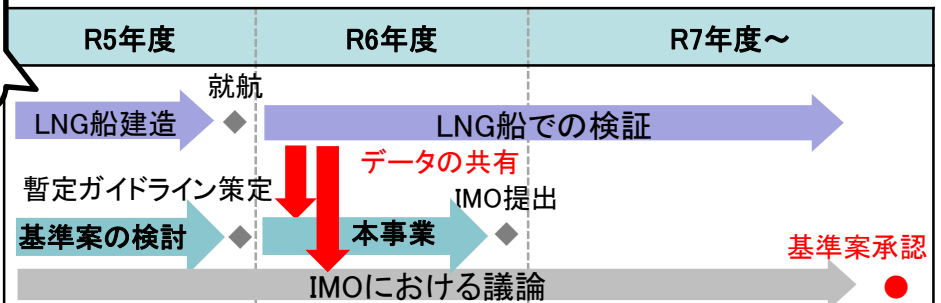 R5年度 R6年度 R7年度～
就航
LNG船建造 LNG船での検証
データの共有
暫定ガイドライン策定 IMO提出
基準案の検討 本事業
基準案承認
IMOにおける議論